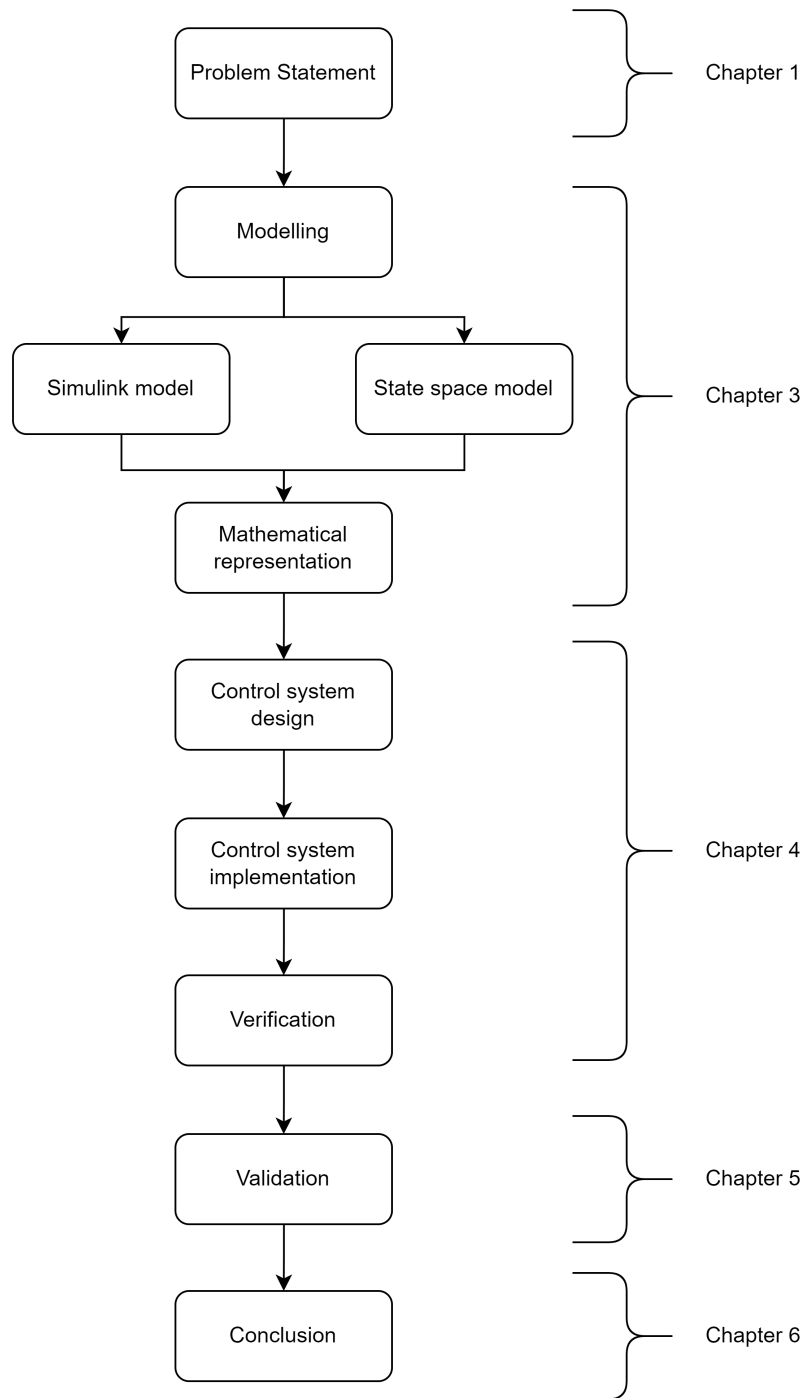 Problem Statement
Chapter 1
Modelling
Simulink model
State space model
Chapter 3
Mathematical
representation
Control system
design
Control system
implementation
Chapter 4
Verification
Validation
Chapter 5
Conclusion
Chapter 6